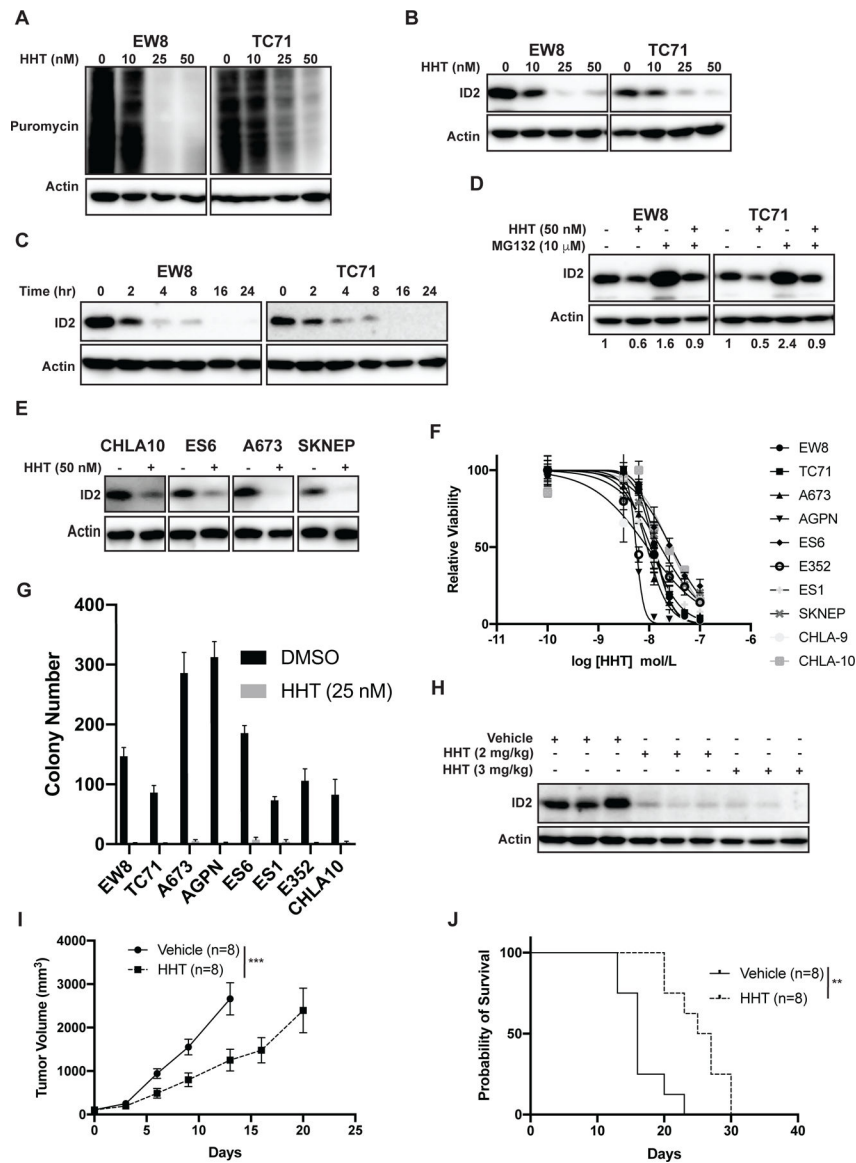 A
EW8 TC71
HHT (nM) 0 10 25 50 0 10 25 50
Puromycin
Actin
B
EW8 TC71
HHT (nM) 0 10 25 50 0 10 25 50
ID2
Actin
C
EW8 TC71
Time (hr) 0 2 4 8 16 24 0 2 4 8 16 24
ID2
Actin
D
EW8 TC71
HHT (50 nM) - + - + - + - +
MG132 (10 µM) - - + + - - + +
ID2
Actin
1 0.6 1.6 0.9 1 0.5 2.4 0.9
E
CHLA10 ES6 A673 SKNEP
HHT (50 nM) - + - + - + - +
ID2
Actin
F
Relative Viability
100
50
0
-11 -10 -9 -8 -7 -6
log [HHT] mol/L
EW8
TC71
A673
AGPN
ES6
E352
ES1
SKNEP
CHLA-9
CHLA-10
G
Colony Number
400
300
200
100
0
DMSO
HHT (25 nM)
EW8 TC71 A673 AGPN ES6 ES1 E352 CHLA10
H
Vehicle + + + - - - - - -
HHT (2 mg/kg) - - - + + + - - -
HHT (3 mg/kg) - - - - - - + + +
ID2
Actin
I
Tumor Volume (mm³)
4000
3000
2000
1000
0
Vehicle (n=8)
HHT (n=8)
***
0 5 10 15 20 25
Days
J
Probability of Survival
100
50
0
Vehicle (n=8)
HHT (n=8)
**
0 10 20 30 40
Days